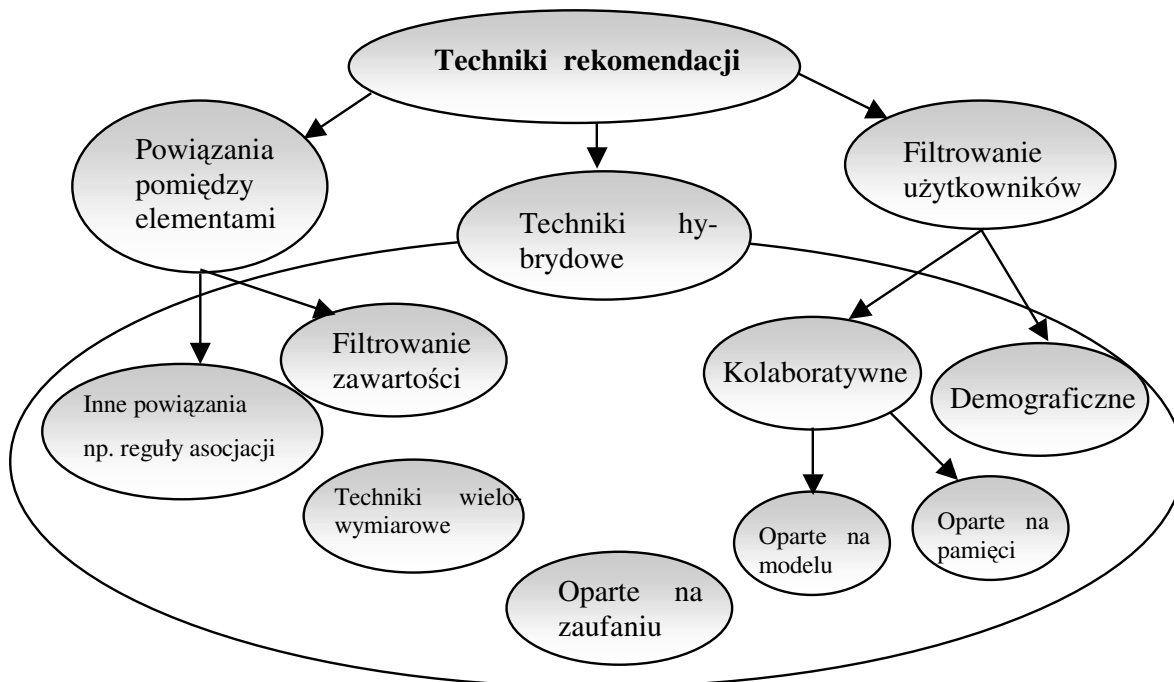 Techniki rekomendacji
Powiązania
pomiędzy
elementami
Filtrowanie
użytkowników
Techniki hy-
brydowe
Filtrowanie
zawartości
Kolaboratywne
Demograficzne
Inne powiązania
np. reguły asocjacji
Techniki wielo-
wymiarowe
Oparte na
modelu
Oparte na
pamięci
Oparte na
zaufaniu